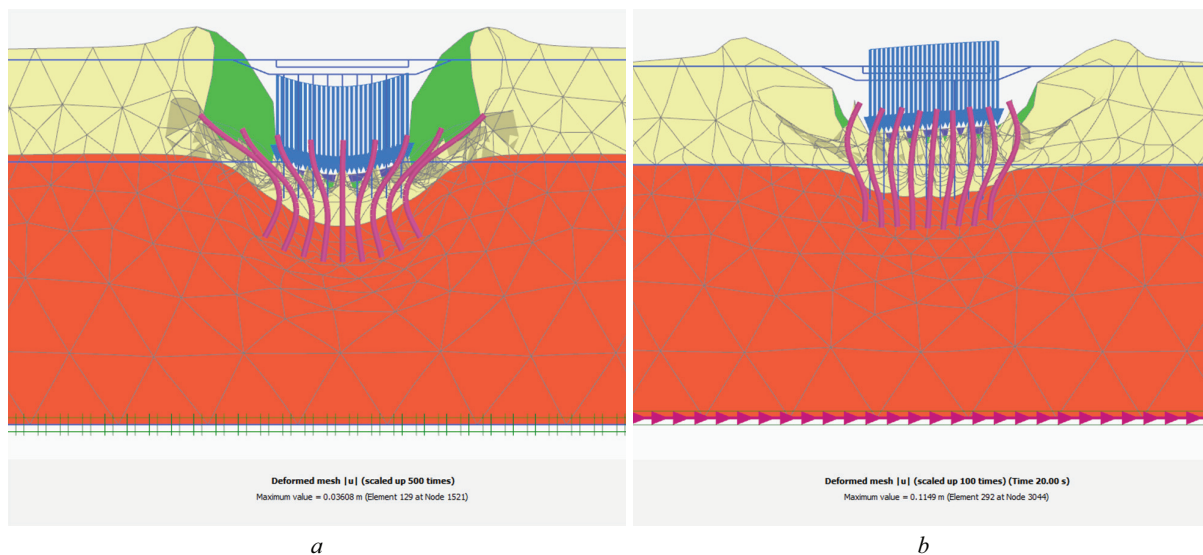 Deformed mesh |u| (scaled up 500 times)
Maximum value = 0.03608 m (Element 129 at Node 1521)
Deformed mesh |u| (scaled up 100 times) (Time 20.00 s)
Maximum value = 0.1149 m (Element 292 at Node 3044)
a
b